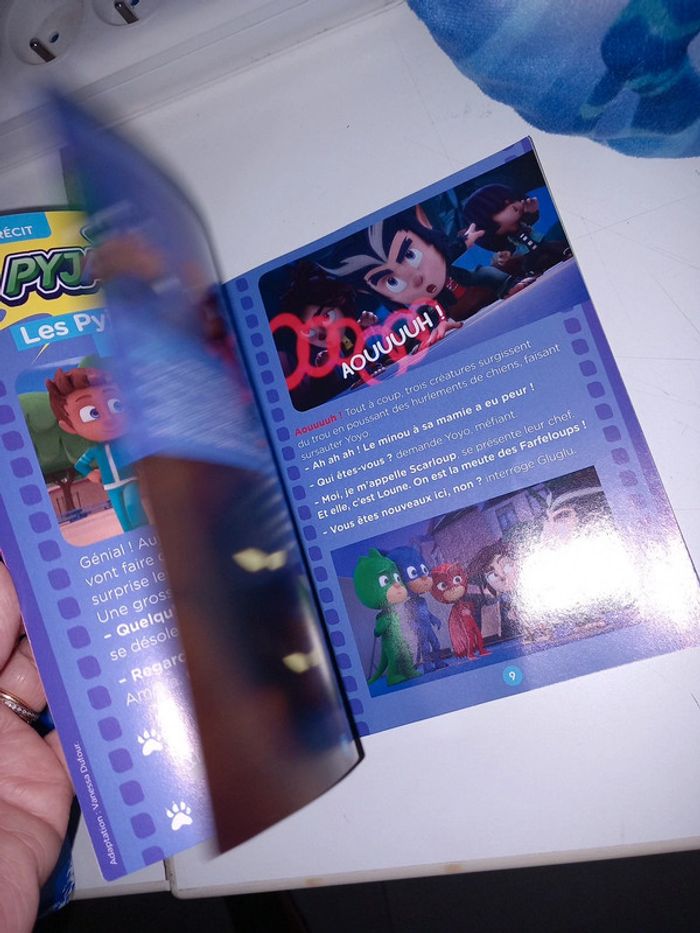 RÉCIT
PYJ
Les Py
Génial ! Au
vont faire
surprise le
Une gross
– Quelqu
se désole
– Regar
Am
Adaptation : Vanessa Dufour.
AOUUUUH !
Aouuuuh ! Tout à coup, trois créatures surgissent
du trou en poussant des hurlements de chiens, faisant
sursauter Yoyo.
– Ah ah ah ! Le minou à sa mamie a eu peur !
– Qui êtes-vous ? demande Yoyo, méfiant.
– Moi, je m'appelle Scarloup, se présente leur chef.
Et elle, c'est Loune. On est la meute des Farfeloups !
– Vous êtes nouveaux ici, non ? interroge Gluglu.
9